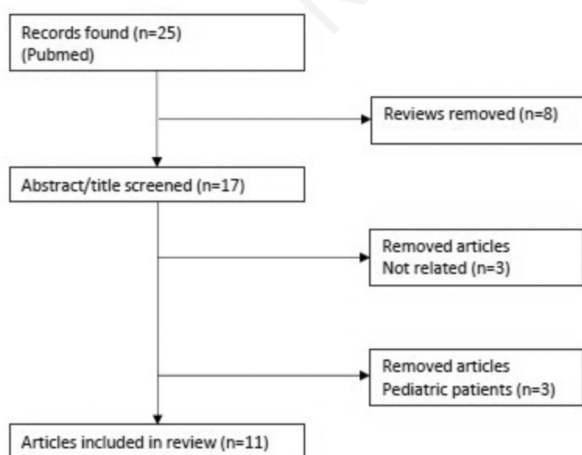 Records found (n=25)
(Pubmed)
Reviews removed (n=8)
Abstract/title screened (n=17)
Removed articles
Not related (n=3)
Removed articles
Pediatric patients (n=3)
Articles included in review (n=11)